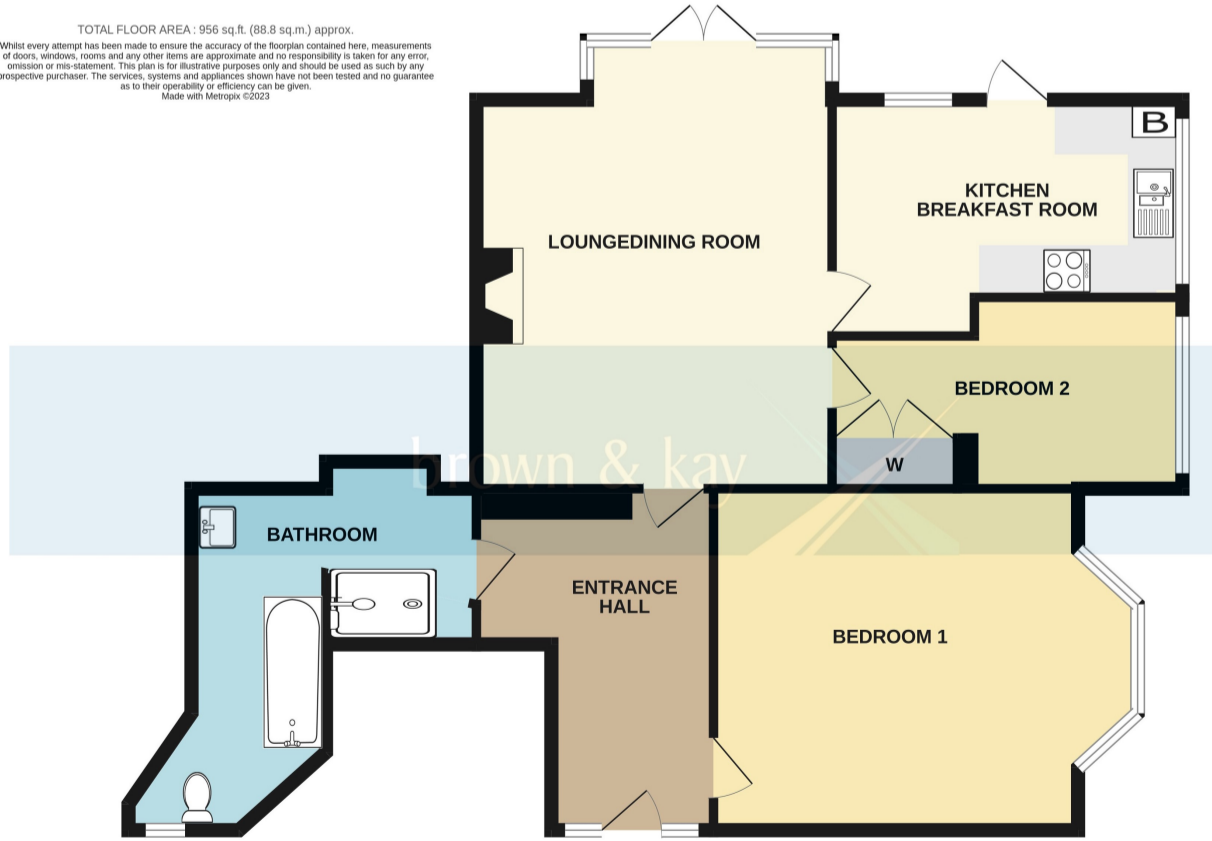 TOTAL FLOOR AREA : 956 sq.ft. (88.8 sq.m.) approx.
Whilst every attempt has been made to ensure the accuracy of the floorplan contained here, measurements
of doors, windows, rooms and any other items are approximate and no responsibility is taken for any error,
omission or mis-statement. This plan is for illustrative purposes only and should be used as such by any
prospective purchaser. The services, systems and appliances shown have not been tested and no guarantee
as to their operability or efficiency can be given.
Made with Metropix ©2023
B
KITCHEN
BREAKFAST ROOM
LOUNGEDINING ROOM
BEDROOM 2
W
brown & kay
BATHROOM
ENTRANCE
HALL
BEDROOM 1